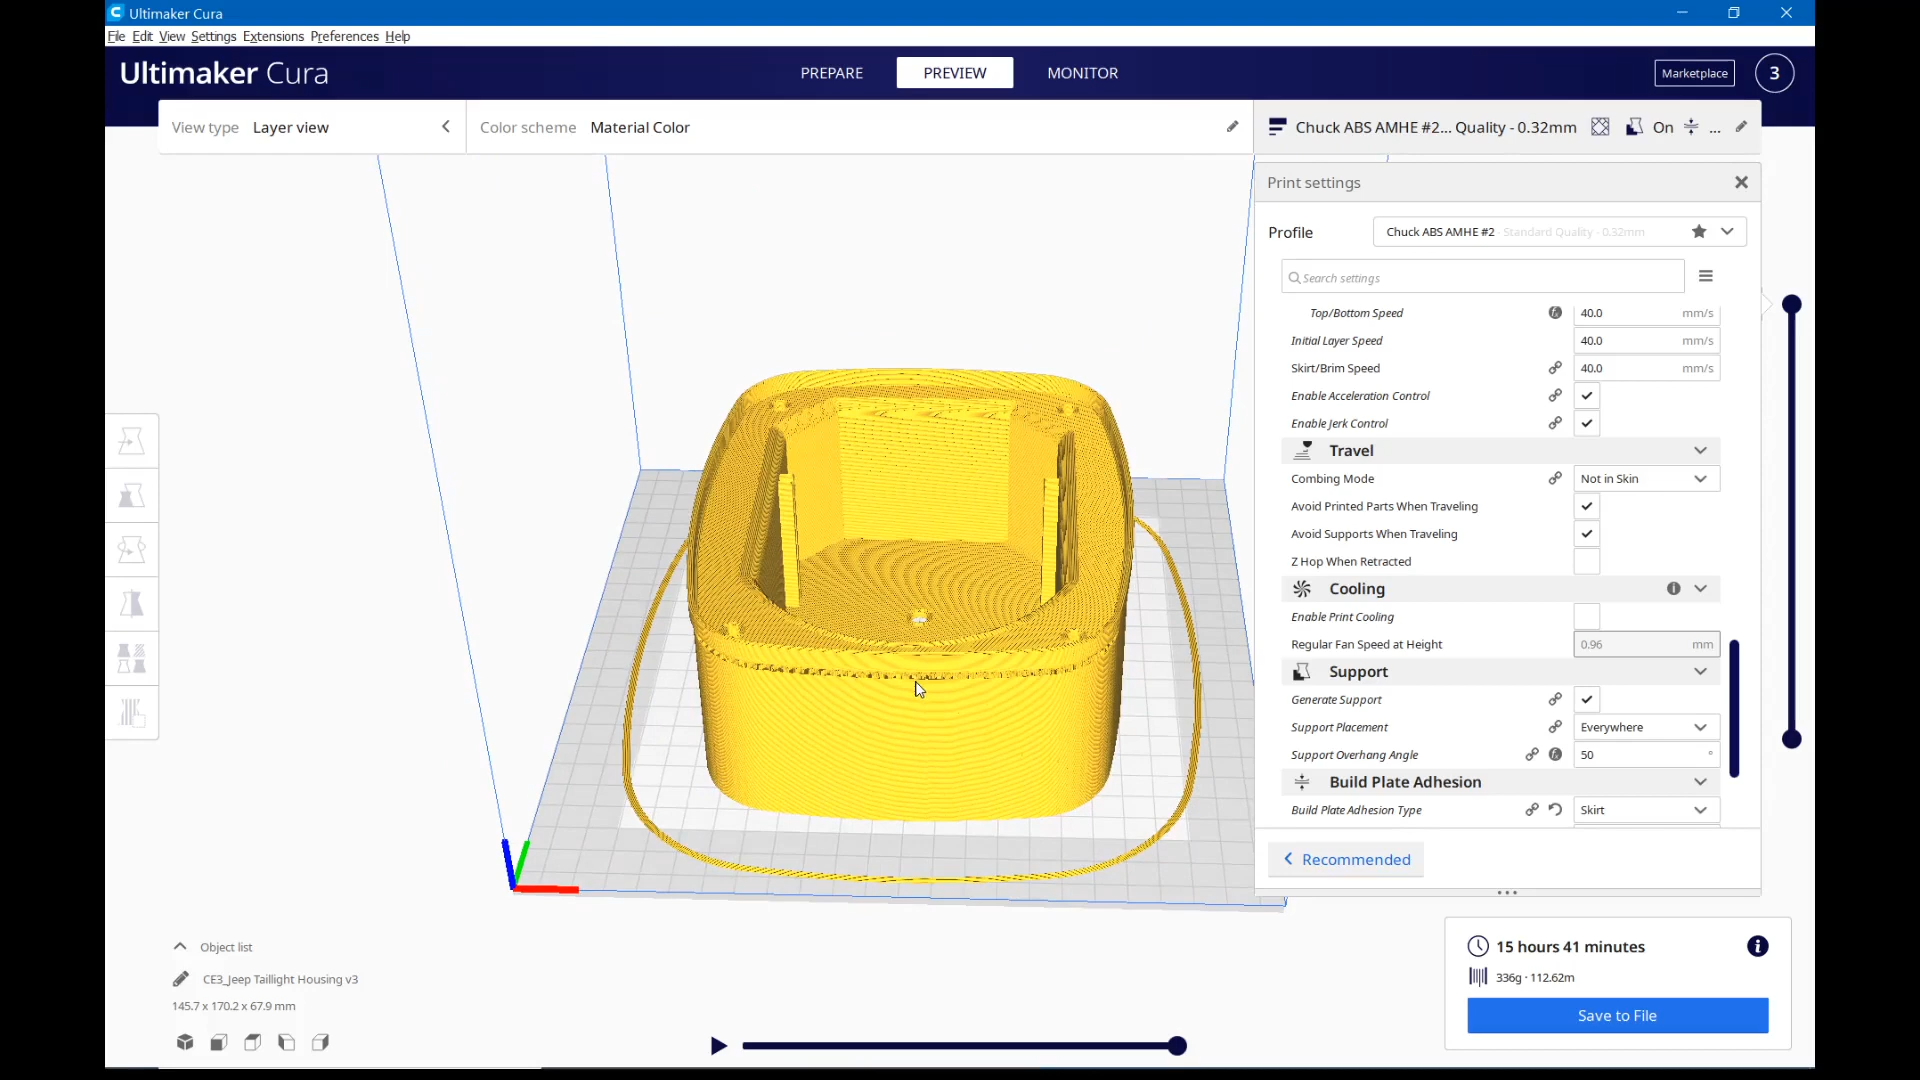 Ultimaker Cura
File Edit View Settings Extensions Preferences Help
Ultimaker Cura
PREPARE
PREVIEW
MONITOR
Marketplace
3
View type Layer view
Color scheme Material Color
Chuck ABS AMHE #2... Quality - 0.32mm
On
...
Print settings
Profile
Chuck ABS AMHE #2 - Standard Quality - 0.32mm
Search settings
Top/Bottom Speed 40.0 mm/s
Initial Layer Speed 40.0 mm/s
Skirt/Brim Speed 40.0 mm/s
Enable Acceleration Control
Enable Jerk Control
Travel
Combing Mode Not in Skin
Avoid Printed Parts When Traveling
Avoid Supports When Traveling
Z Hop When Retracted
Cooling
Enable Print Cooling
Regular Fan Speed at Height 0.96 mm
Support
Generate Support
Support Placement Everywhere
Support Overhang Angle 50 °
Build Plate Adhesion
Build Plate Adhesion Type Skirt
Recommended
Object list
CE3_Jeep Taillight Housing v3
145.7 x 170.2 x 67.9 mm
15 hours 41 minutes
336g · 112.62m
Save to File